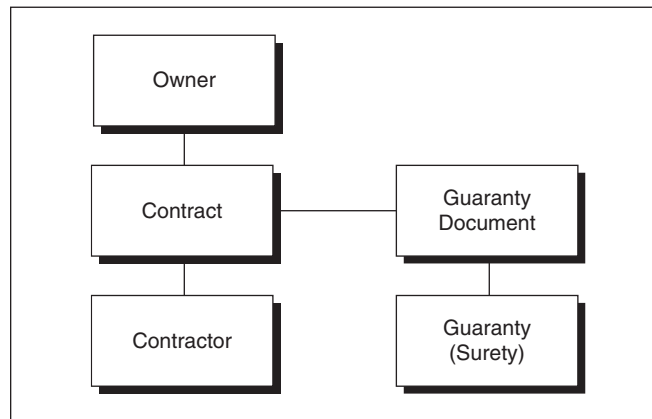 Owner
Contract
Guaranty
Document
Contractor
Guaranty
(Surety)